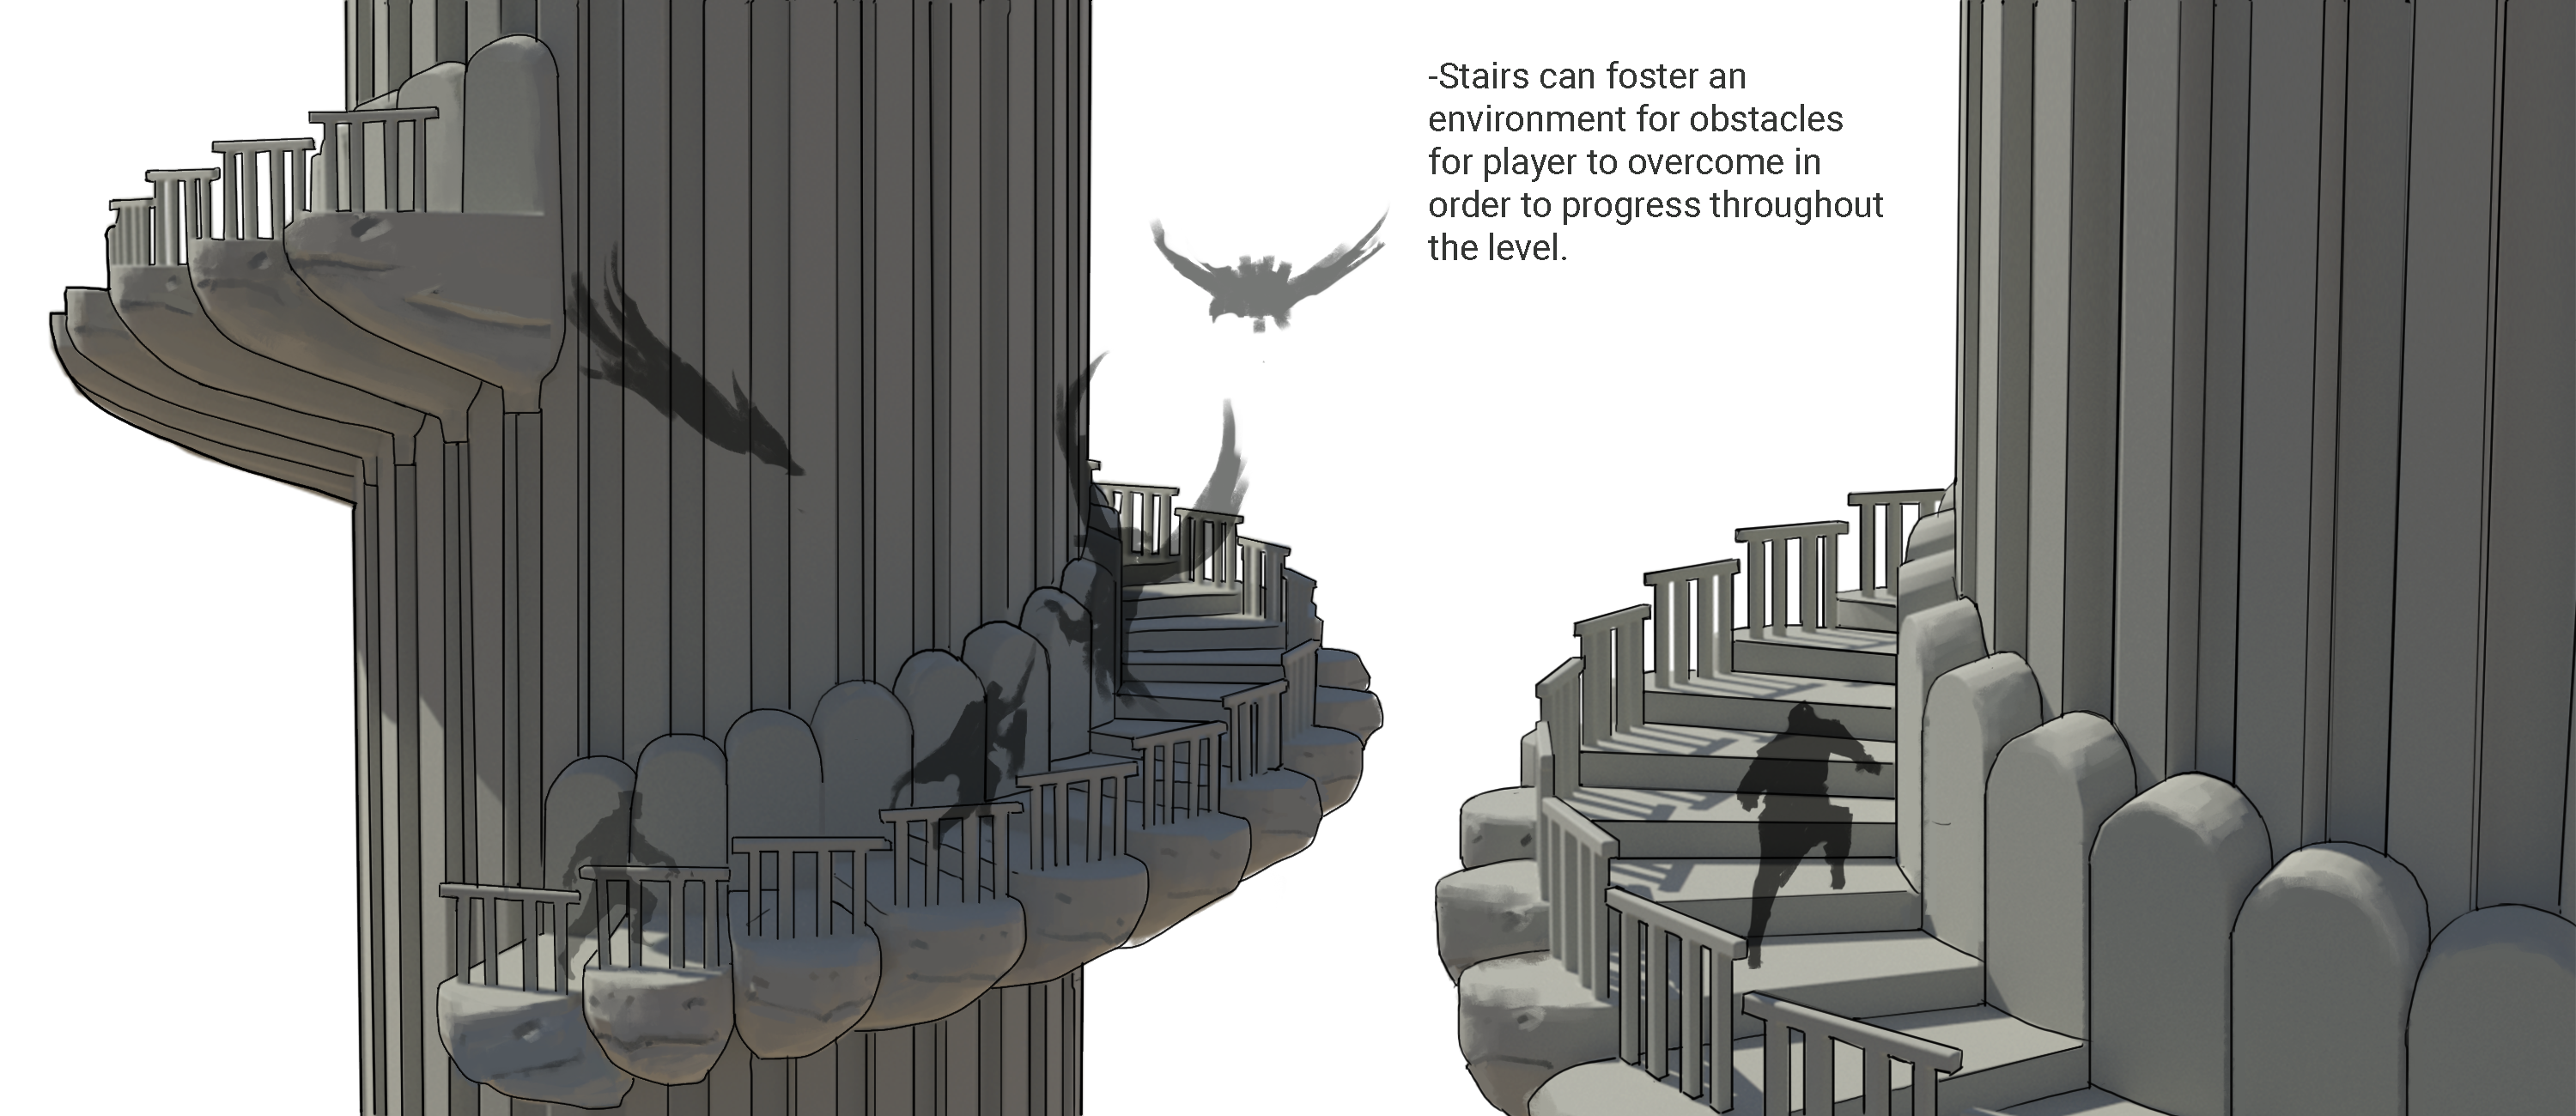 -Stairs can foster an
environment for obstacles
for player to overcome in
order to progress throughout
the level.